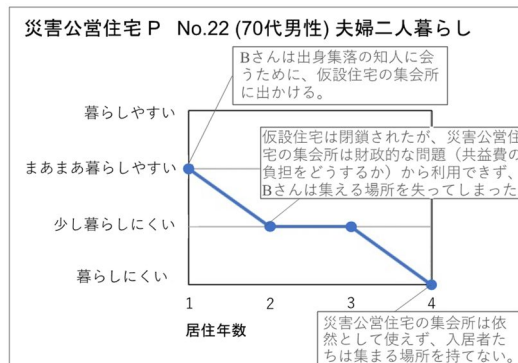 災害公営住宅 P No.22 (70代男性) 夫婦二人暮らし
Bさんは出身集落の知人に会
うために、仮設住宅の集会所
に出かける。
暮らしやすい
仮設住宅は閉鎖されたが、災害公営住
宅の集会所は財政的な問題（共益費の
負担をどうするか）から利用できず、
Bさんは集える場所を失ってしまった
まあまあ暮らしやすい
少し暮らしにくい
暮らしにくい
1 2 3 4
居住年数
災害公営住宅の集会所は依
然として使えず、入居者た
ちは集まる場所を持てない。